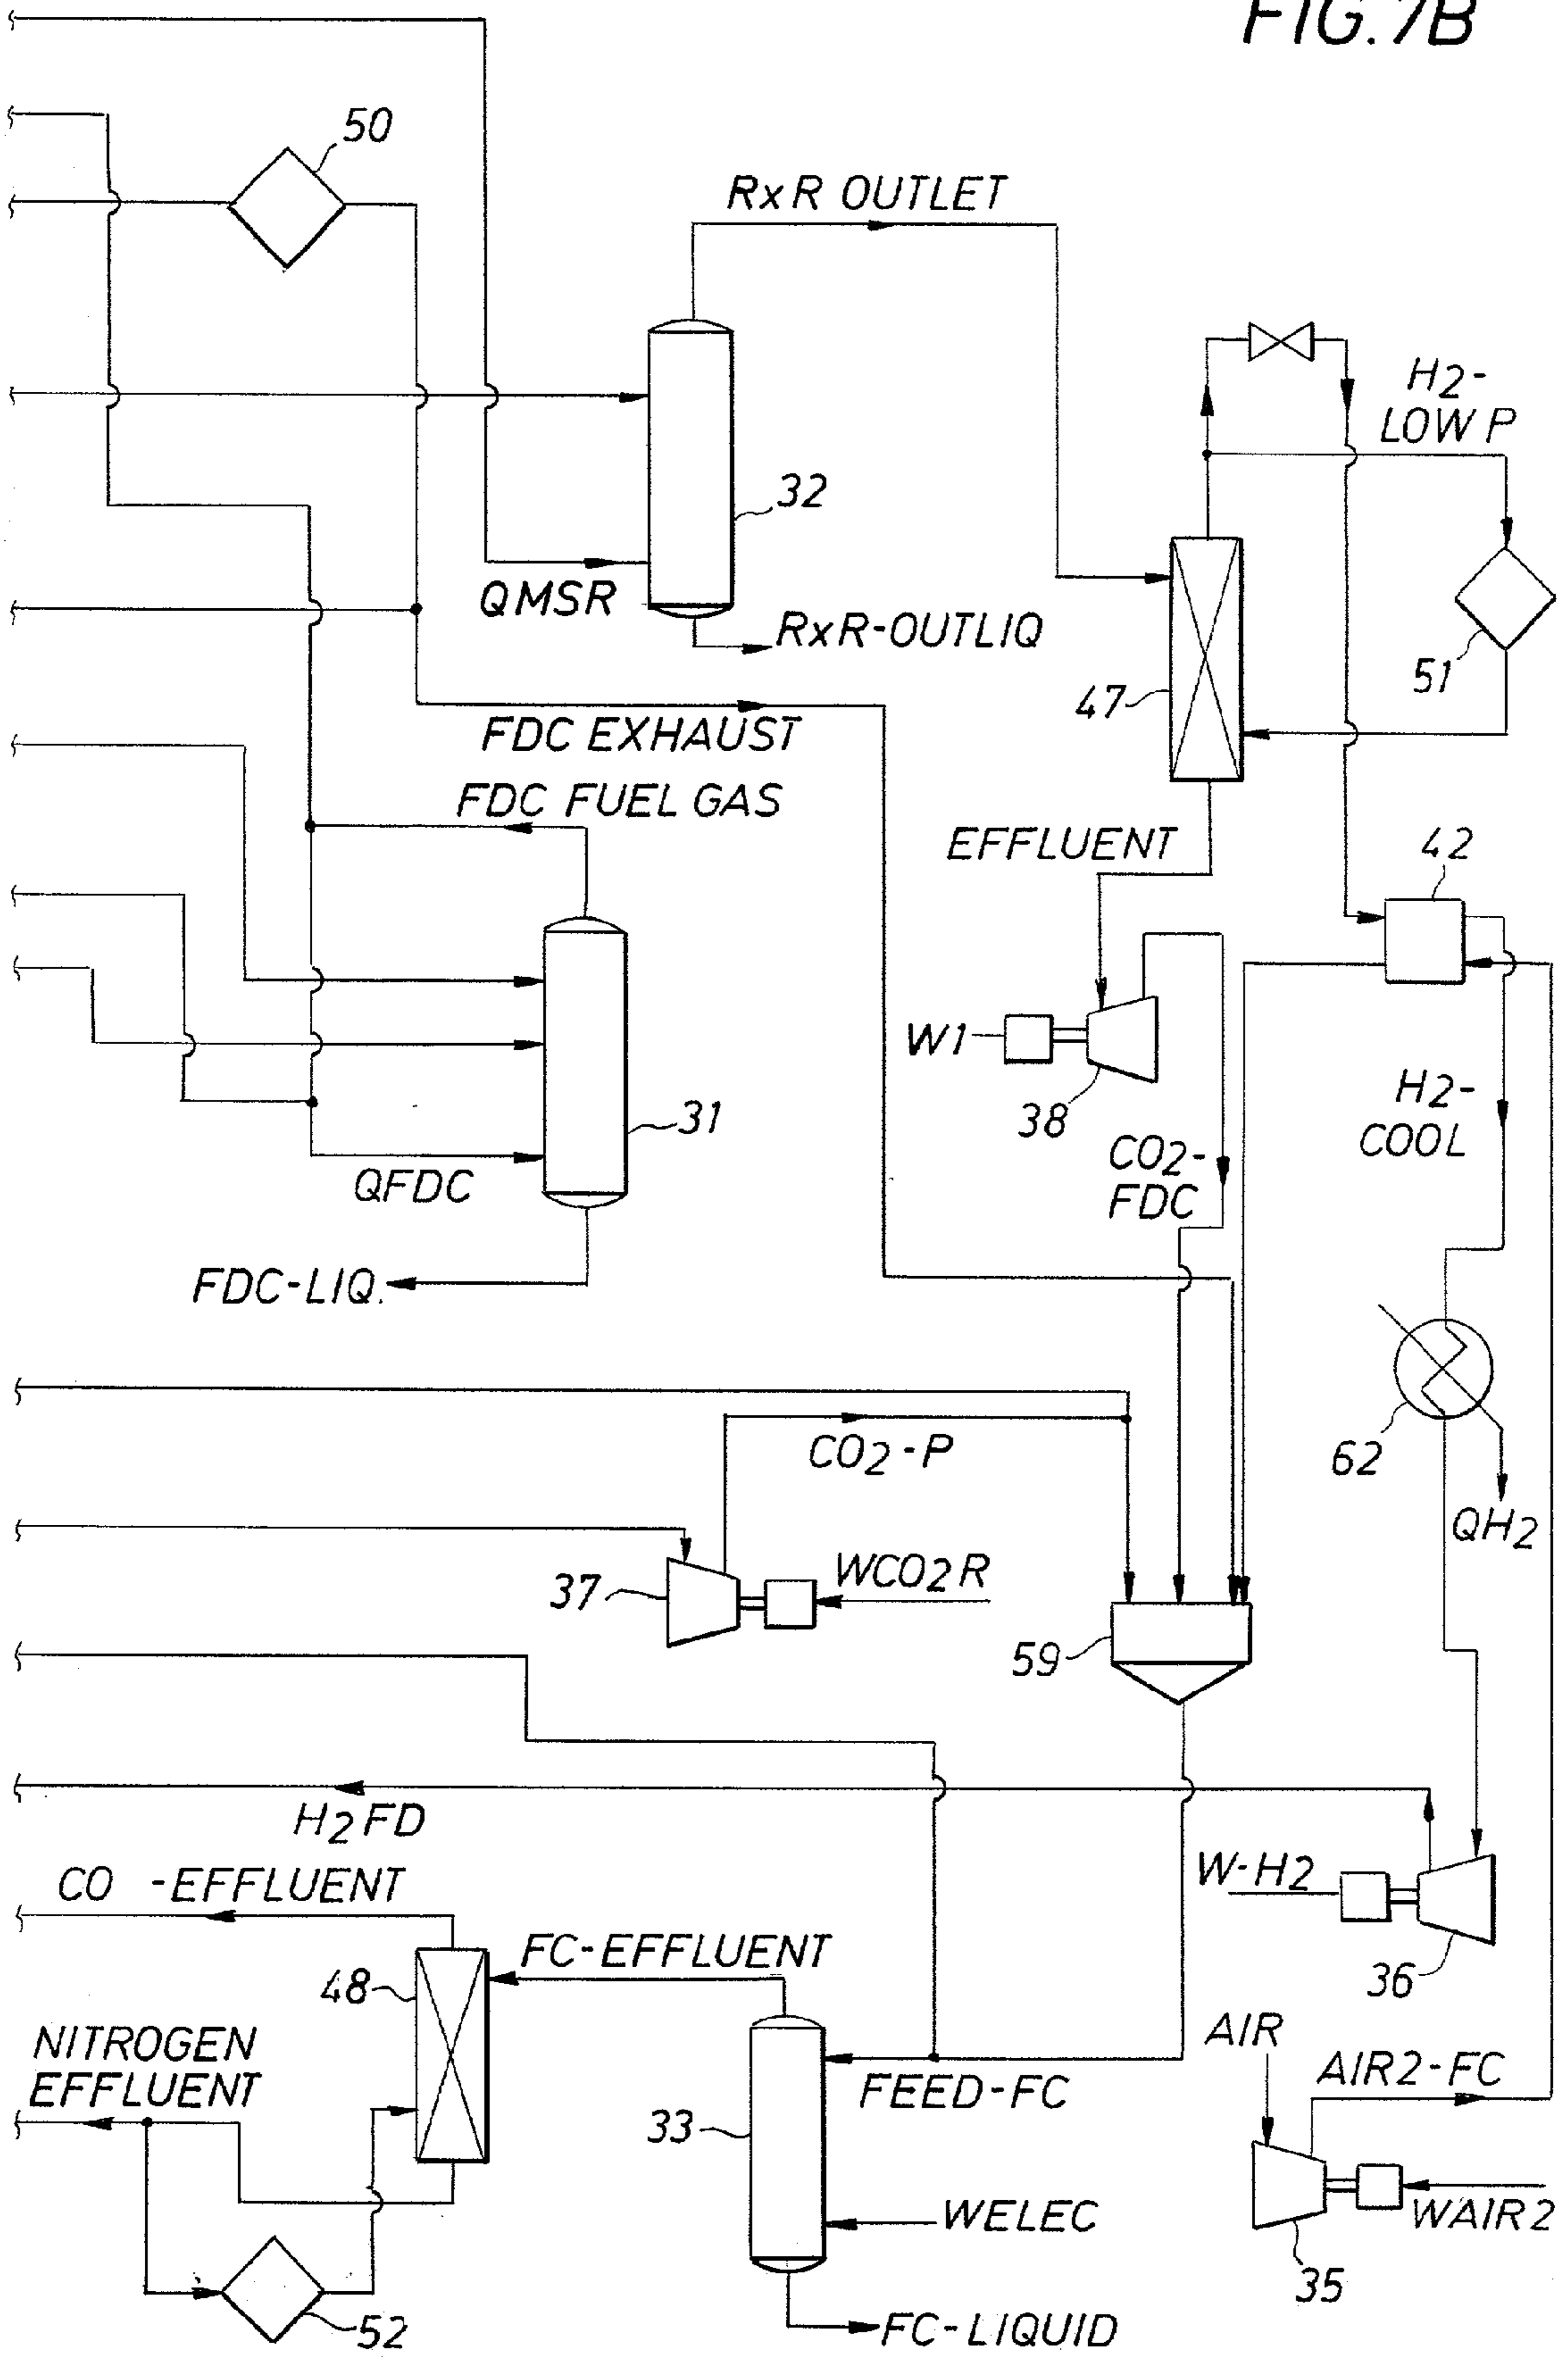 FIG. 7B
50
RxR OUTLET
H2-
LOW P
32
QMSR
RxR-OUTLIQ
51
47
FDC EXHAUST
FDC FUEL GAS
EFFLUENT
42
W1
38
H2-
COOL
31
CO2-
FDC
QFDC
FDC-LIQ.
62
CO2-P
QH2
37
WCO2R
59
H2 FD
W-H2
CO -EFFLUENT
FC-EFFLUENT
48
36
NITROGEN
EFFLUENT
AIR
AIR2-FC
FEED-FC
33
WELEC
WAIR2
35
52
FC-LIQUID